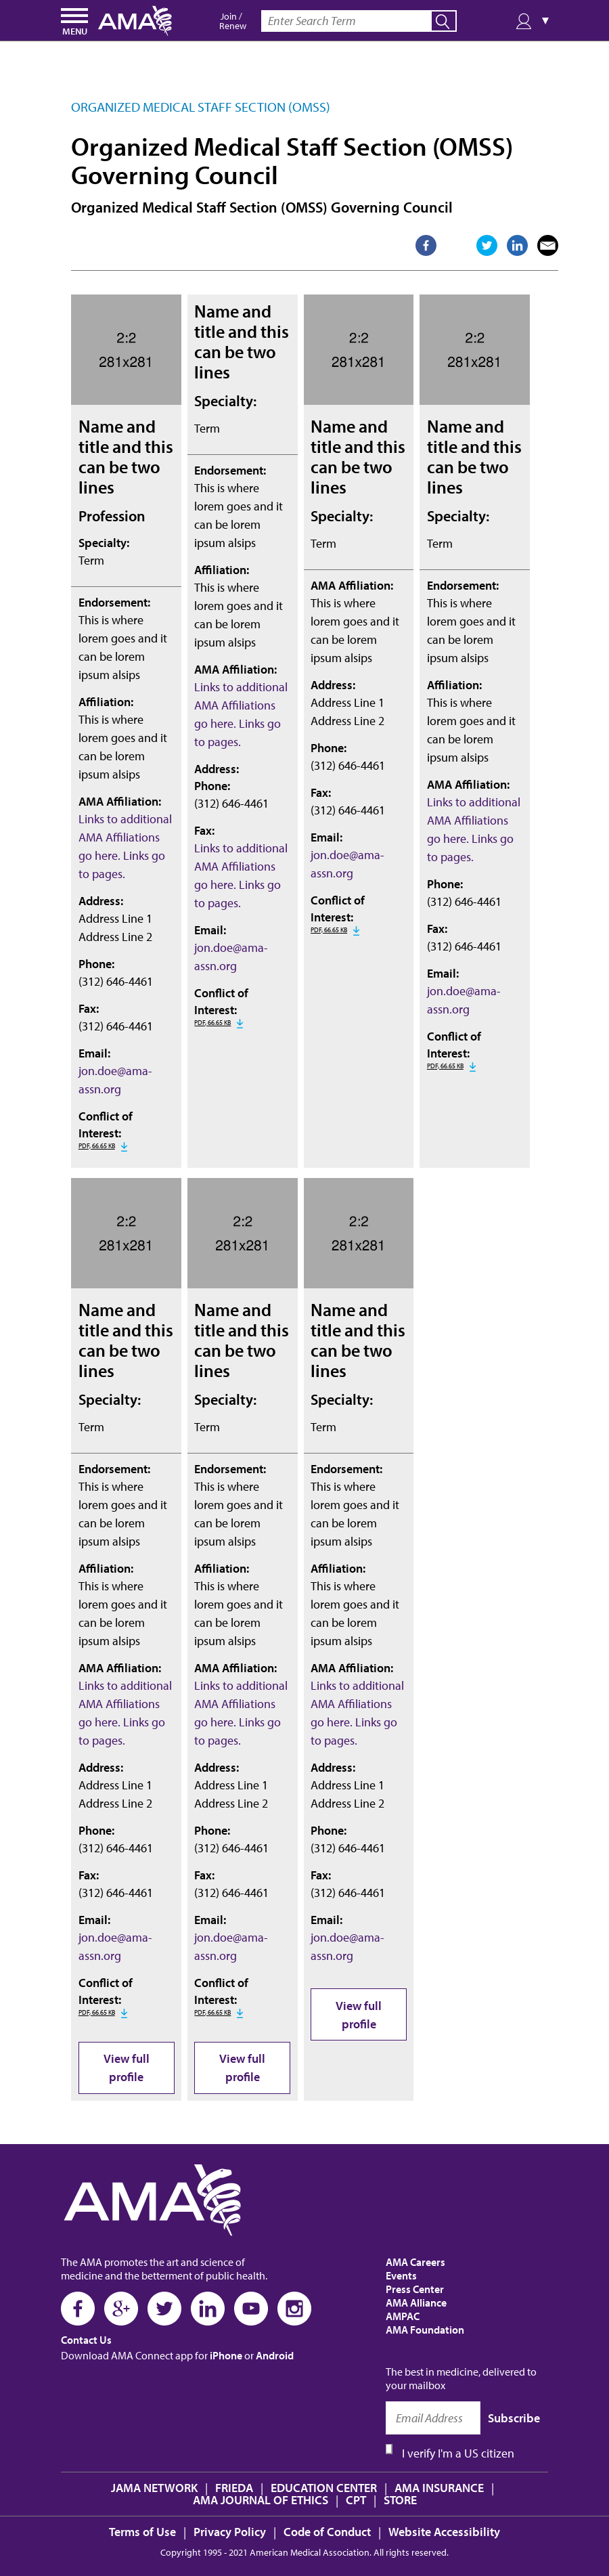 MENU
AMA
Join /
Renew
Enter Search Term
ORGANIZED MEDICAL STAFF SECTION (OMSS)
Organized Medical Staff Section (OMSS)
Governing Council
Organized Medical Staff Section (OMSS) Governing Council
2:2
281x281
Name and
title and this
can be two
lines
Profession
Specialty:
Term
Endorsement:
This is where
lorem goes and it
can be lorem
ipsum alsips
Affiliation:
This is where
lorem goes and it
can be lorem
ipsum alsips
AMA Affiliation:
Links to additional
AMA Affiliations
go here. Links go
to pages.
Address:
Address Line 1
Address Line 2
Phone:
(312) 646-4461
Fax:
(312) 646-4461
Email:
jon.doe@ama-
assn.org
Conflict of
Interest:
PDF, 66.65 KB
Name and
title and this
can be two
lines
Specialty:
Term
Endorsement:
This is where
lorem goes and it
can be lorem
ipsum alsips
Affiliation:
This is where
lorem goes and it
can be lorem
ipsum alsips
AMA Affiliation:
Links to additional
AMA Affiliations
go here. Links go
to pages.
Address:
Phone:
(312) 646-4461
Fax:
Links to additional
AMA Affiliations
go here. Links go
to pages.
Email:
jon.doe@ama-
assn.org
Conflict of
Interest:
PDF, 66.65 KB
2:2
281x281
Name and
title and this
can be two
lines
Specialty:
Term
AMA Affiliation:
This is where
lorem goes and it
can be lorem
ipsum alsips
Address:
Address Line 1
Address Line 2
Phone:
(312) 646-4461
Fax:
(312) 646-4461
Email:
jon.doe@ama-
assn.org
Conflict of
Interest:
PDF, 66.65 KB
2:2
281x281
Name and
title and this
can be two
lines
Specialty:
Term
Endorsement:
This is where
lorem goes and it
can be lorem
ipsum alsips
Affiliation:
This is where
lorem goes and it
can be lorem
ipsum alsips
AMA Affiliation:
Links to additional
AMA Affiliations
go here. Links go
to pages.
Phone:
(312) 646-4461
Fax:
(312) 646-4461
Email:
jon.doe@ama-
assn.org
Conflict of
Interest:
PDF, 66.65 KB
2:2
281x281
Name and
title and this
can be two
lines
Specialty:
Term
Endorsement:
This is where
lorem goes and it
can be lorem
ipsum alsips
Affiliation:
This is where
lorem goes and it
can be lorem
ipsum alsips
AMA Affiliation:
Links to additional
AMA Affiliations
go here. Links go
to pages.
Address:
Address Line 1
Address Line 2
Phone:
(312) 646-4461
Fax:
(312) 646-4461
Email:
jon.doe@ama-
assn.org
Conflict of
Interest:
PDF, 66.65 KB
View full
profile
2:2
281x281
Name and
title and this
can be two
lines
Specialty:
Term
Endorsement:
This is where
lorem goes and it
can be lorem
ipsum alsips
Affiliation:
This is where
lorem goes and it
can be lorem
ipsum alsips
AMA Affiliation:
Links to additional
AMA Affiliations
go here. Links go
to pages.
Address:
Address Line 1
Address Line 2
Phone:
(312) 646-4461
Fax:
(312) 646-4461
Email:
jon.doe@ama-
assn.org
Conflict of
Interest:
PDF, 66.65 KB
View full
profile
2:2
281x281
Name and
title and this
can be two
lines
Specialty:
Term
Endorsement:
This is where
lorem goes and it
can be lorem
ipsum alsips
Affiliation:
This is where
lorem goes and it
can be lorem
ipsum alsips
AMA Affiliation:
Links to additional
AMA Affiliations
go here. Links go
to pages.
Address:
Address Line 1
Address Line 2
Phone:
(312) 646-4461
Fax:
(312) 646-4461
Email:
jon.doe@ama-
assn.org
View full
profile
AMA
The AMA promotes the art and science of
medicine and the betterment of public health.
Contact Us
Download AMA Connect app for iPhone or Android
AMA Careers
Events
Press Center
AMA Alliance
AMPAC
AMA Foundation
The best in medicine, delivered to
your mailbox
Email Address
Subscribe
I verify I'm a US citizen
JAMA NETWORK | FRIEDA | EDUCATION CENTER | AMA INSURANCE |
AMA JOURNAL OF ETHICS | CPT | STORE
Terms of Use | Privacy Policy | Code of Conduct | Website Accessibility
Copyright 1995 - 2021 American Medical Association. All rights reserved.